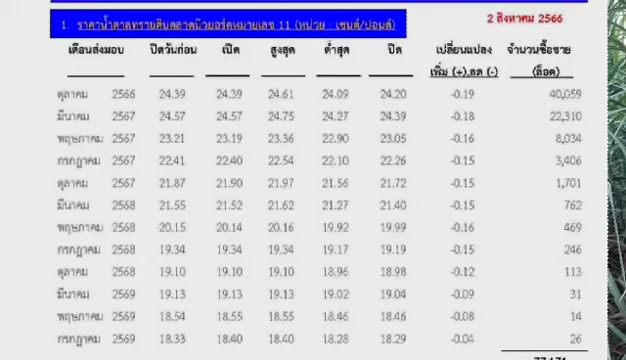 1. ราคาน้ำตาลทรายดิบตลาดนิวยอร์คหมายเลข 11 (หน่วย : เซนต์/ปอนด์)
2 สิงหาคม 2566
เดือนส่งมอบ ปิดวันก่อน เปิด สูงสุด ต่ำสุด ปิด เปลี่ยนแปลง จำนวนซื้อขาย
เพิ่ม (+),ลด (-) (ล็อต)
ตุลาคม 2566 24.39 24.39 24.61 24.09 24.20 -0.19 40,059
มีนาคม 2567 24.57 24.57 24.75 24.27 24.39 -0.18 22,310
พฤษภาคม 2567 23.21 23.19 23.36 22.90 23.05 -0.16 8,034
กรกฎาคม 2567 22.41 22.40 22.54 22.10 22.26 -0.15 3,406
ตุลาคม 2567 21.87 21.90 21.97 21.56 21.72 -0.15 1,701
มีนาคม 2568 21.55 21.52 21.62 21.27 21.40 -0.15 762
พฤษภาคม 2568 20.15 20.14 20.16 19.92 19.99 -0.16 469
กรกฎาคม 2568 19.34 19.34 19.34 19.17 19.19 -0.15 246
ตุลาคม 2568 19.10 19.10 19.10 18.96 18.98 -0.12 113
มีนาคม 2569 19.13 19.13 19.13 19.02 19.04 -0.09 31
พฤษภาคม 2569 18.54 18.55 18.55 18.46 18.46 -0.08 14
กรกฎาคม 2569 18.33 18.40 18.40 18.28 18.29 -0.04 26